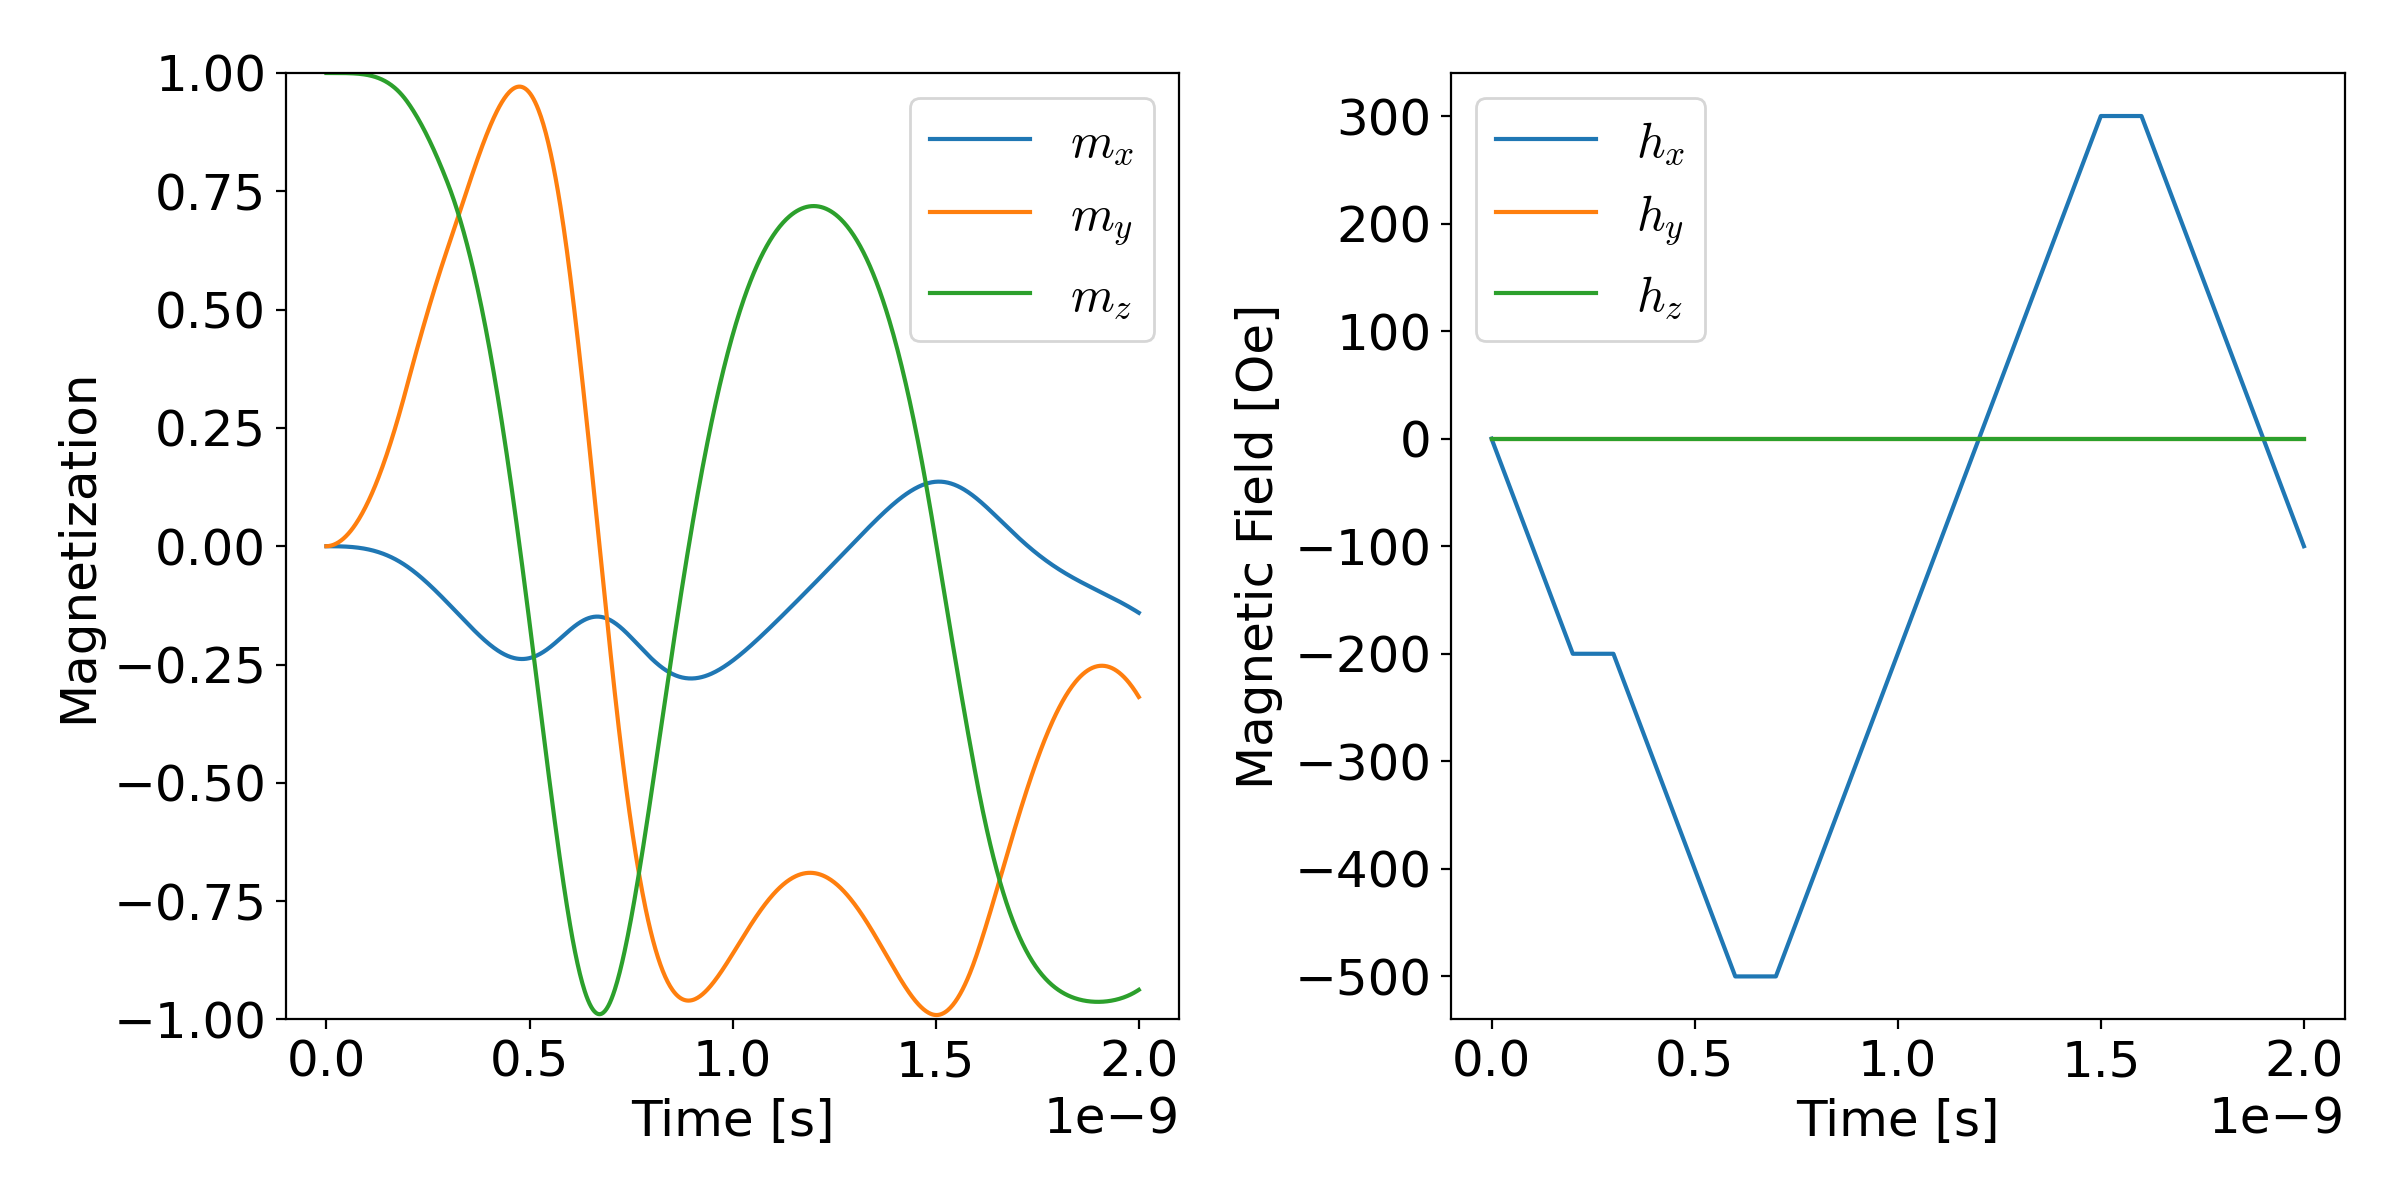 1.00
0.75
0.50
0.25
0.00
−0.25
−0.50
−0.75
−1.00
Magnetization
m_x
m_y
m_z
0.0 0.5 1.0 1.5 2.0
Time [s]
1e−9
300
200
100
0
−100
−200
−300
−400
−500
Magnetic Field [Oe]
h_x
h_y
h_z
0.0 0.5 1.0 1.5 2.0
Time [s]
1e−9